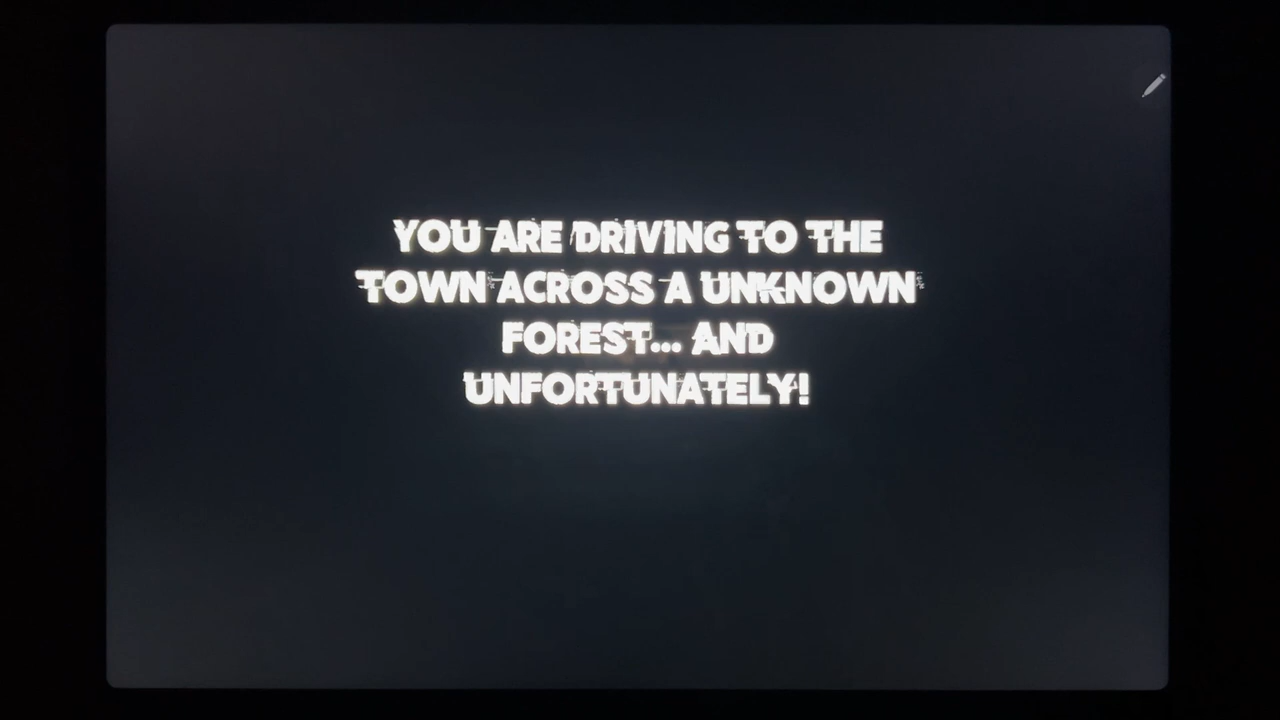 YOU ARE DRIVING TO THE
TOWN ACROSS A UNKNOWN
FOREST... AND
UNFORTUNATELY!